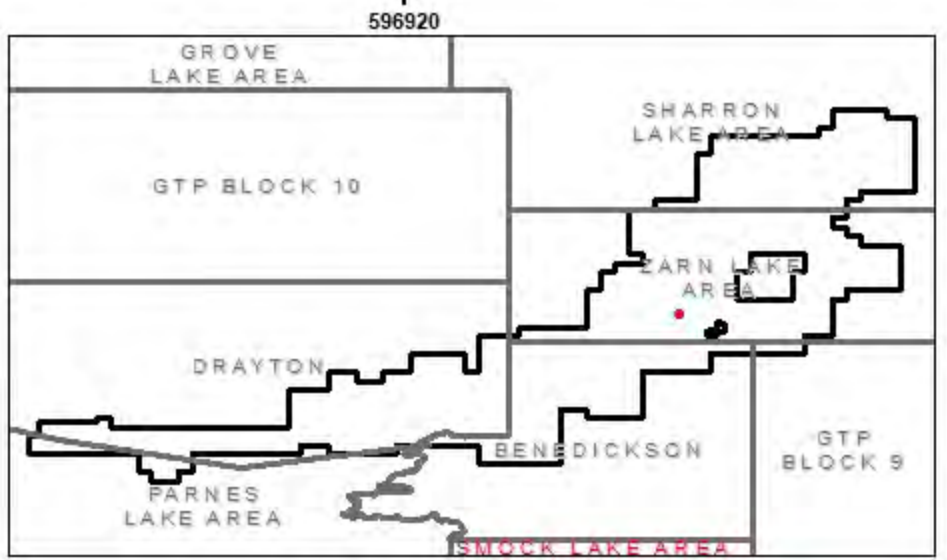 596920
GROVE
LAKE AREA
SHARRON
LAKE AREA
GTP BLOCK 10
ZARN LAKE
AREA
DRAYTON
BENEDICKSON
GTP
BLOCK 9
PARNES
LAKE AREA
SMOCK LAKE AREA